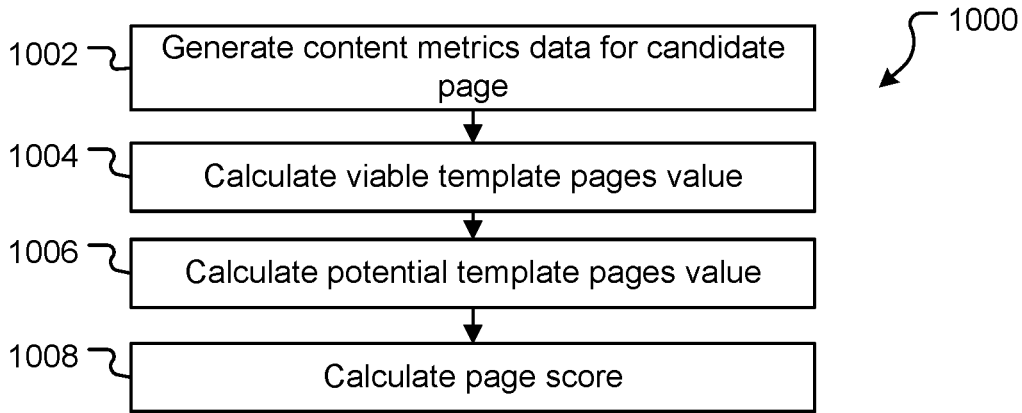 1000
1002
Generate content metrics data for candidate
page
1004
Calculate viable template pages value
1006
Calculate potential template pages value
1008
Calculate page score